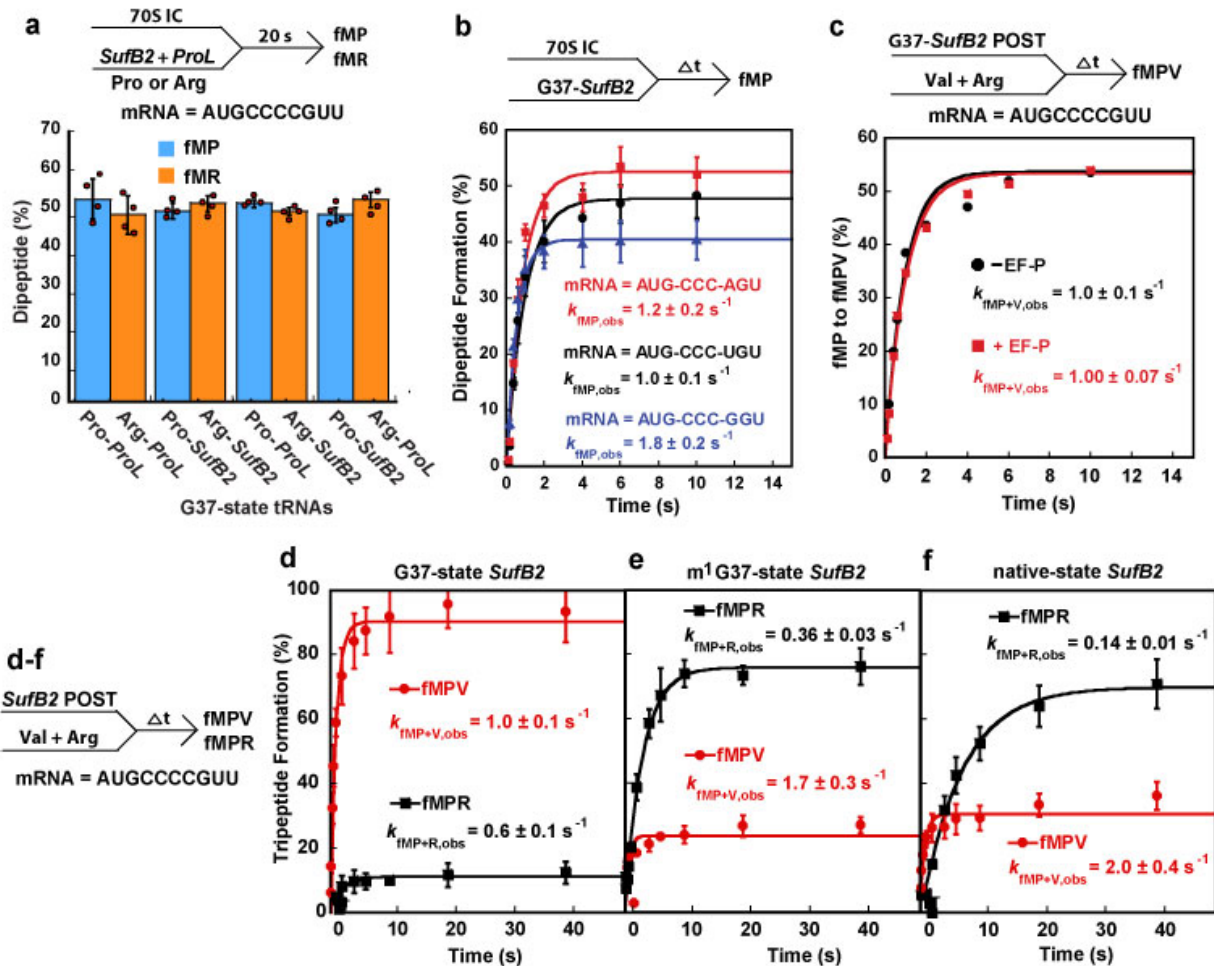 a
70S IC
SufB2 + ProL
Pro or Arg
20 s
fMP
fMR
mRNA = AUGCCCCGUU
Dipeptide (%)
70
60
50
50
40
30
20
10
0
fMP
fMR
Pro-ProL
Arg-ProL
Pro-SufB2
Arg-SufB2
Pro-ProL
Arg-SufB2
Pro-SufB2
Arg-ProL
G37-state tRNAs
b
70S IC
G37-SufB2
△t
fMP
Dipeptide Formation (%)
60
50
40
30
20
10
0
mRNA = AUG-CCC-AGU
kfMP,obs = 1.2 ± 0.2 s-1
mRNA = AUG-CCC-UGU
kfMP,obs = 1.0 ± 0.1 s-1
mRNA = AUG-CCC-GGU
kfMP,obs = 1.8 ± 0.2 s-1
0 2 4 6 8 10 12 14
Time (s)
c
G37-SufB2 POST
Val + Arg
△t
fMPV
mRNA = AUGCCCCGUU
fMP to fMPV (%)
60
50
40
30
20
10
0
– EF-P
kfMP+V,obs = 1.0 ± 0.1 s-1
+ EF-P
kfMP+V,obs = 1.00 ± 0.07 s-1
0 2 4 6 8 10 12 14
Time (s)
d-f
SufB2 POST
Val + Arg
△t
fMPV
fMPR
mRNA = AUGCCCCGUU
d
G37-state SufB2
Tripeptide Formation (%)
100
80
60
40
20
0
fMPV
kfMP+V,obs = 1.0 ± 0.1 s-1
fMPR
kfMP+R,obs = 0.6 ± 0.1 s-1
0 10 20 30 40
Time (s)
e
m1G37-state SufB2
fMPR
kfMP+R,obs = 0.36 ± 0.03 s-1
fMPV
kfMP+V,obs = 1.7 ± 0.3 s-1
0 10 20 30 40
Time (s)
f
native-state SufB2
fMPR
kfMP+R,obs = 0.14 ± 0.01 s-1
fMPV
kfMP+V,obs = 2.0 ± 0.4 s-1
0 10 20 30 40
Time (s)